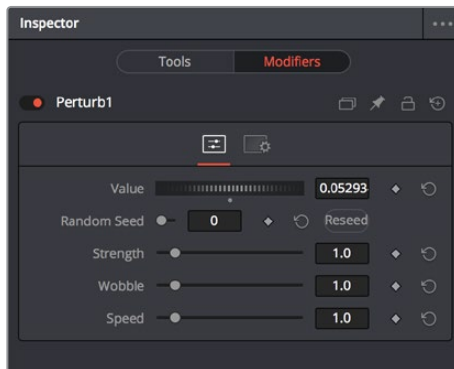 Inspector
Tools Modifiers
Perturb1
Value 0.05293
Random Seed 0 Reseed
Strength 1.0
Wobble 1.0
Speed 1.0